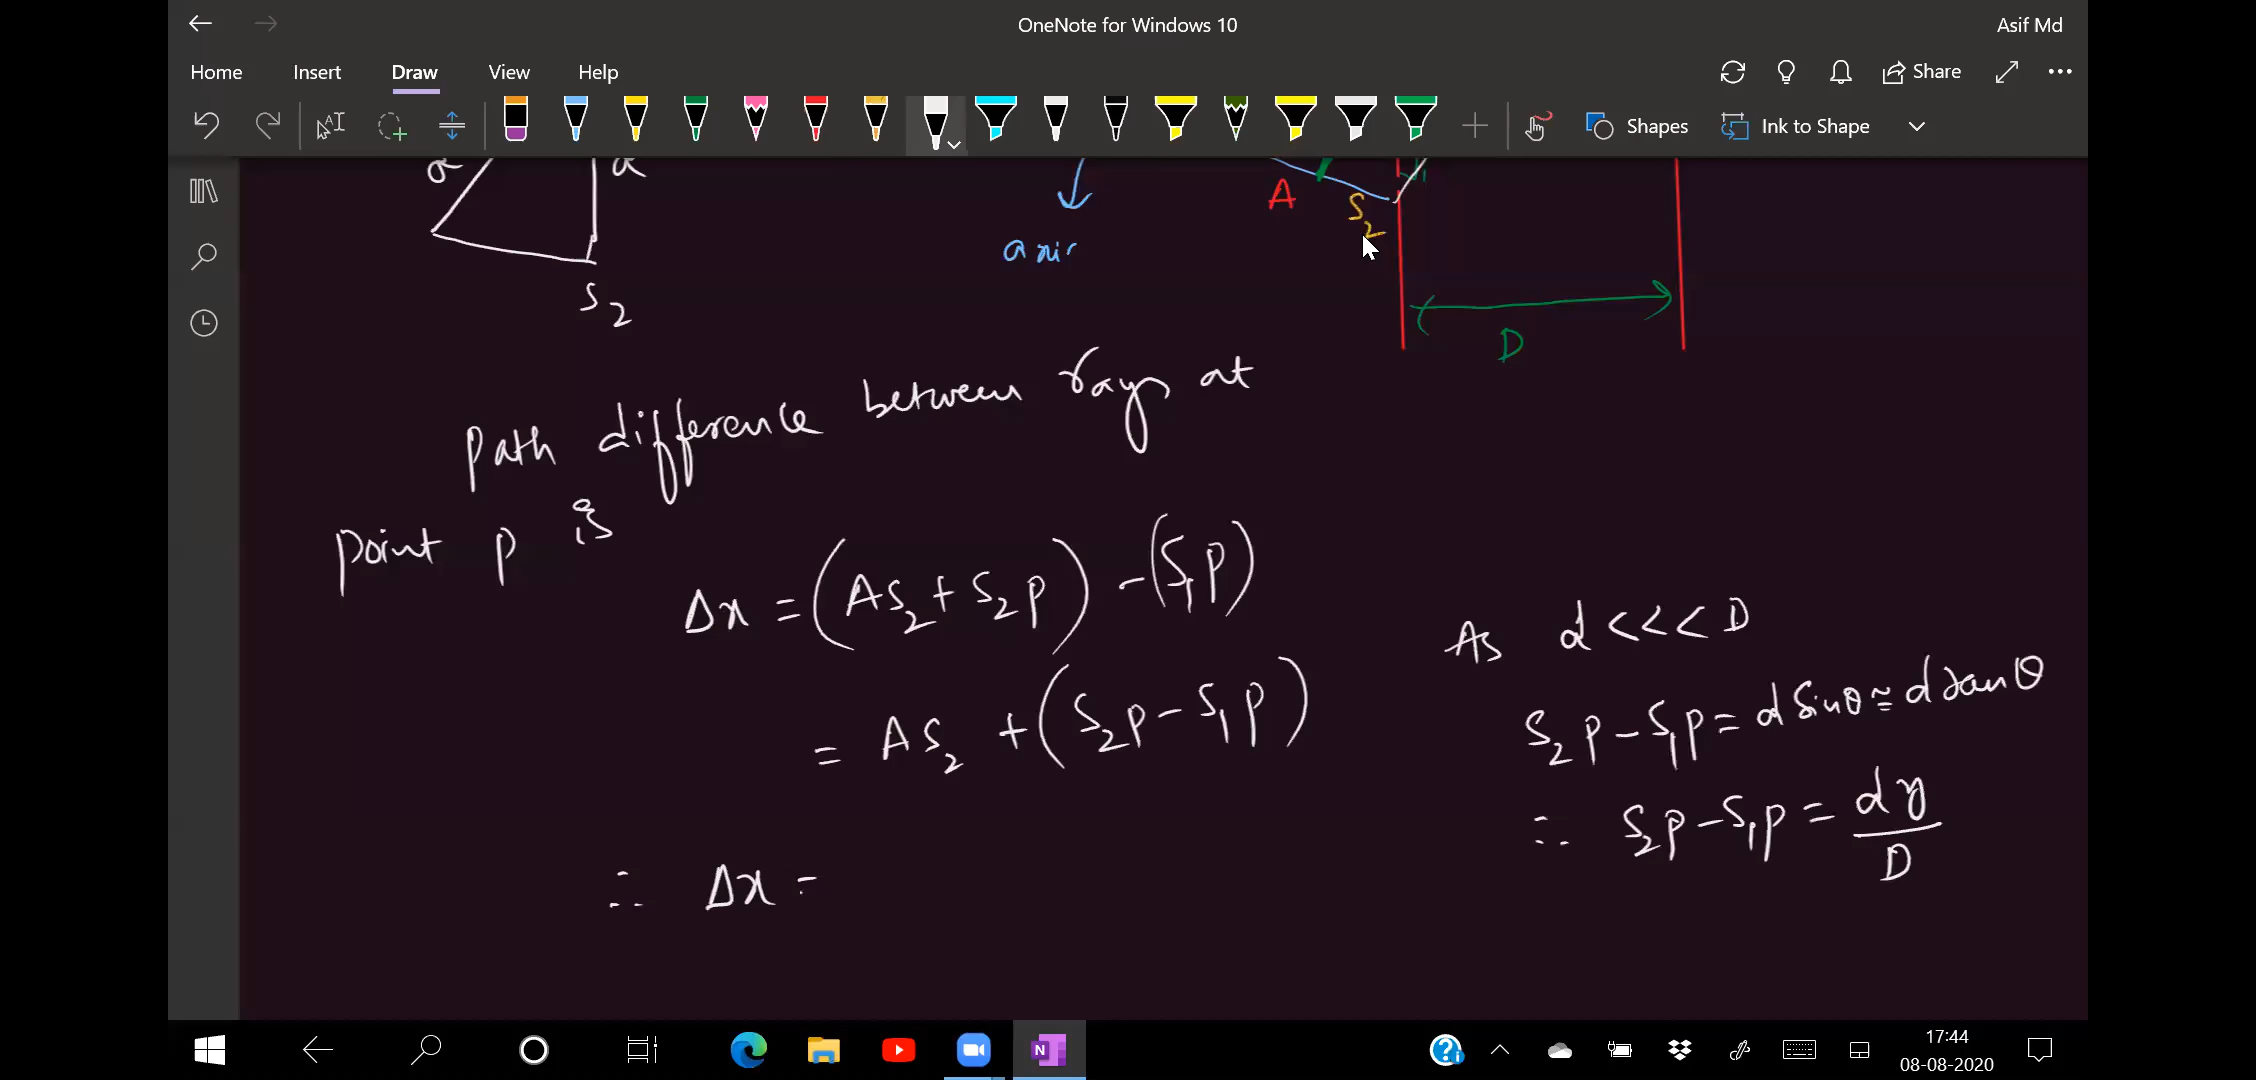 OneNote for Windows 10
Asif Md
Home Insert Draw View Help
Share
Shapes
Ink to Shape
α
α
S₂
air
A
S₂
D
Path difference between rays at
point p is
Δx = (AS₂ + S₂p) - (S₁p)
= AS₂ + (S₂p - S₁p)
∴ Δx =
As d <<< D
S₂p - S₁p = d Sinθ ≈ d tanθ
∴ S₂p - S₁p = dy/D
17:44
08-08-2020